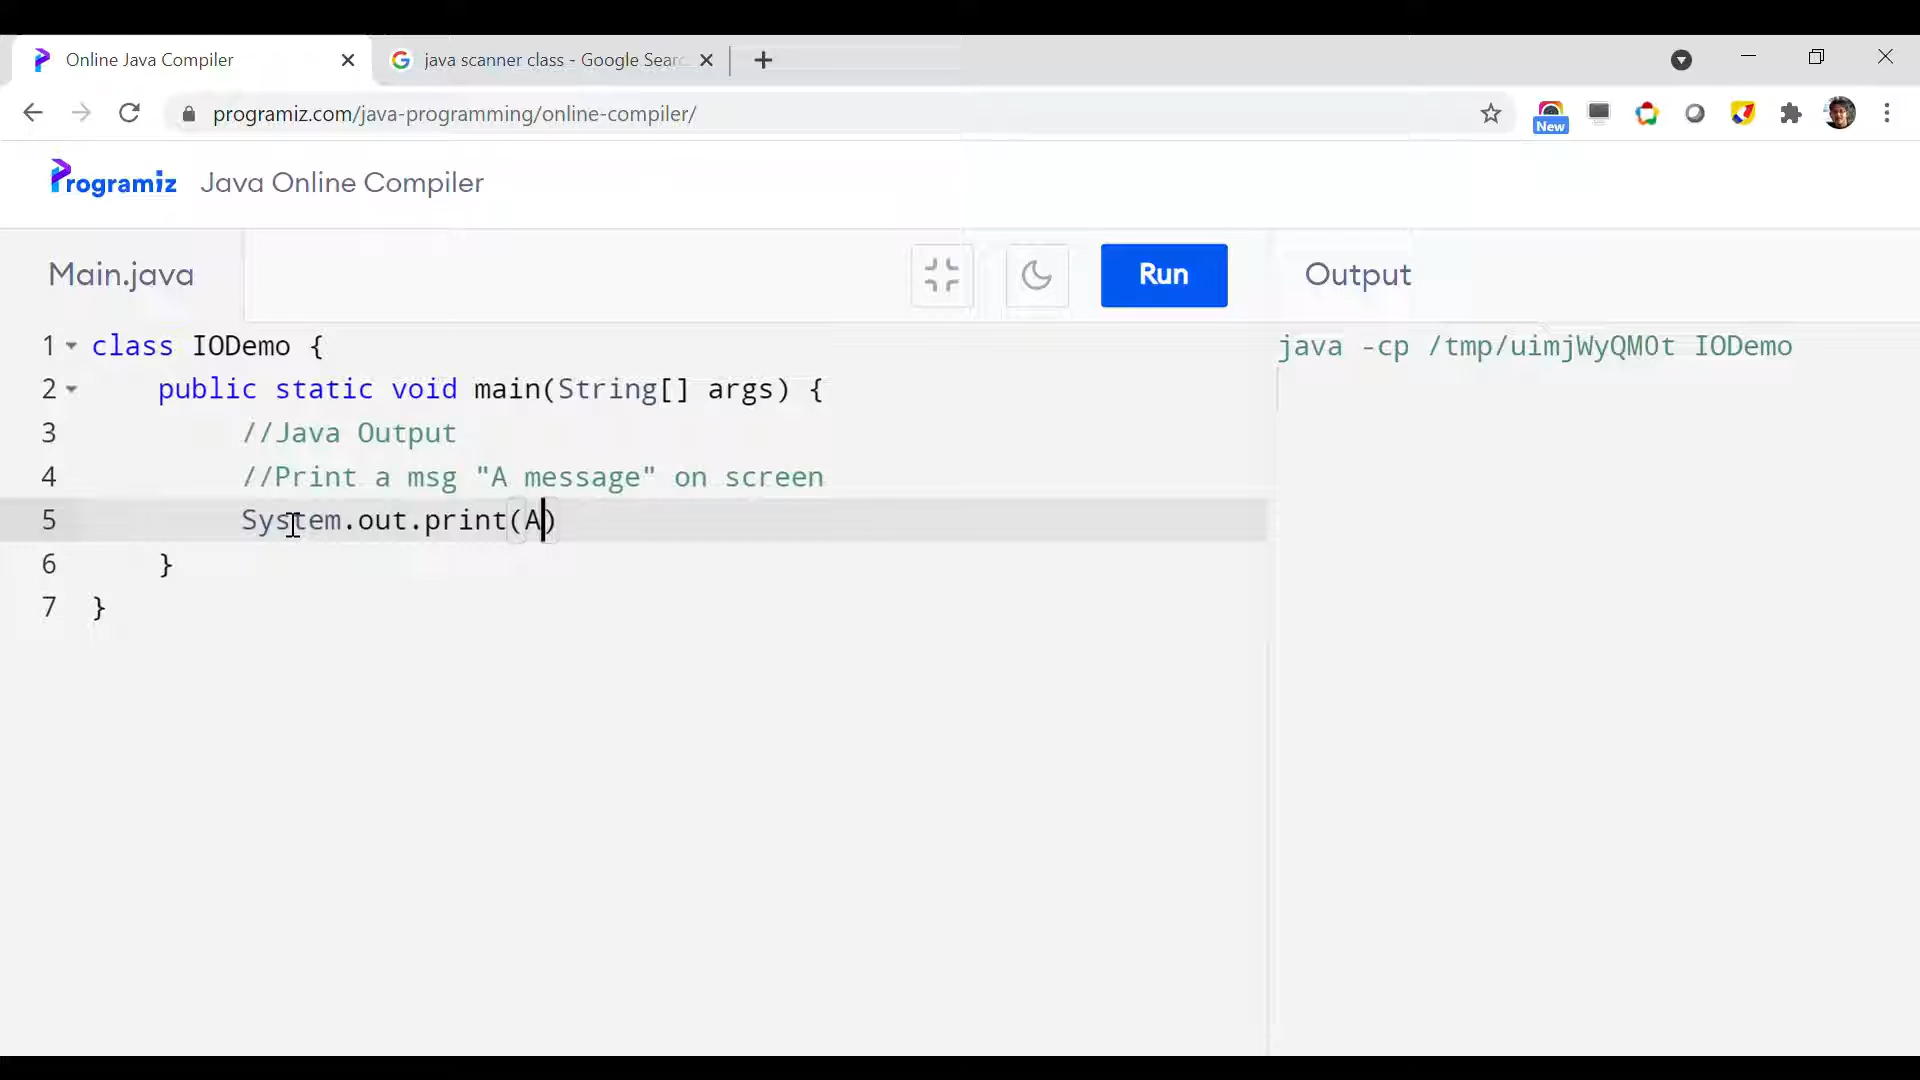 Online Java Compiler
java scanner class - Google Searc
programiz.com/java-programming/online-compiler/
New
Programiz Java Online Compiler
Main.java
Run
Output
1 class IODemo {
2 public static void main(String[] args) {
3 //Java Output
4 //Print a msg "A message" on screen
5 System.out.print(A)
6 }
7 }
java -cp /tmp/uimjWyQM0t IODemo